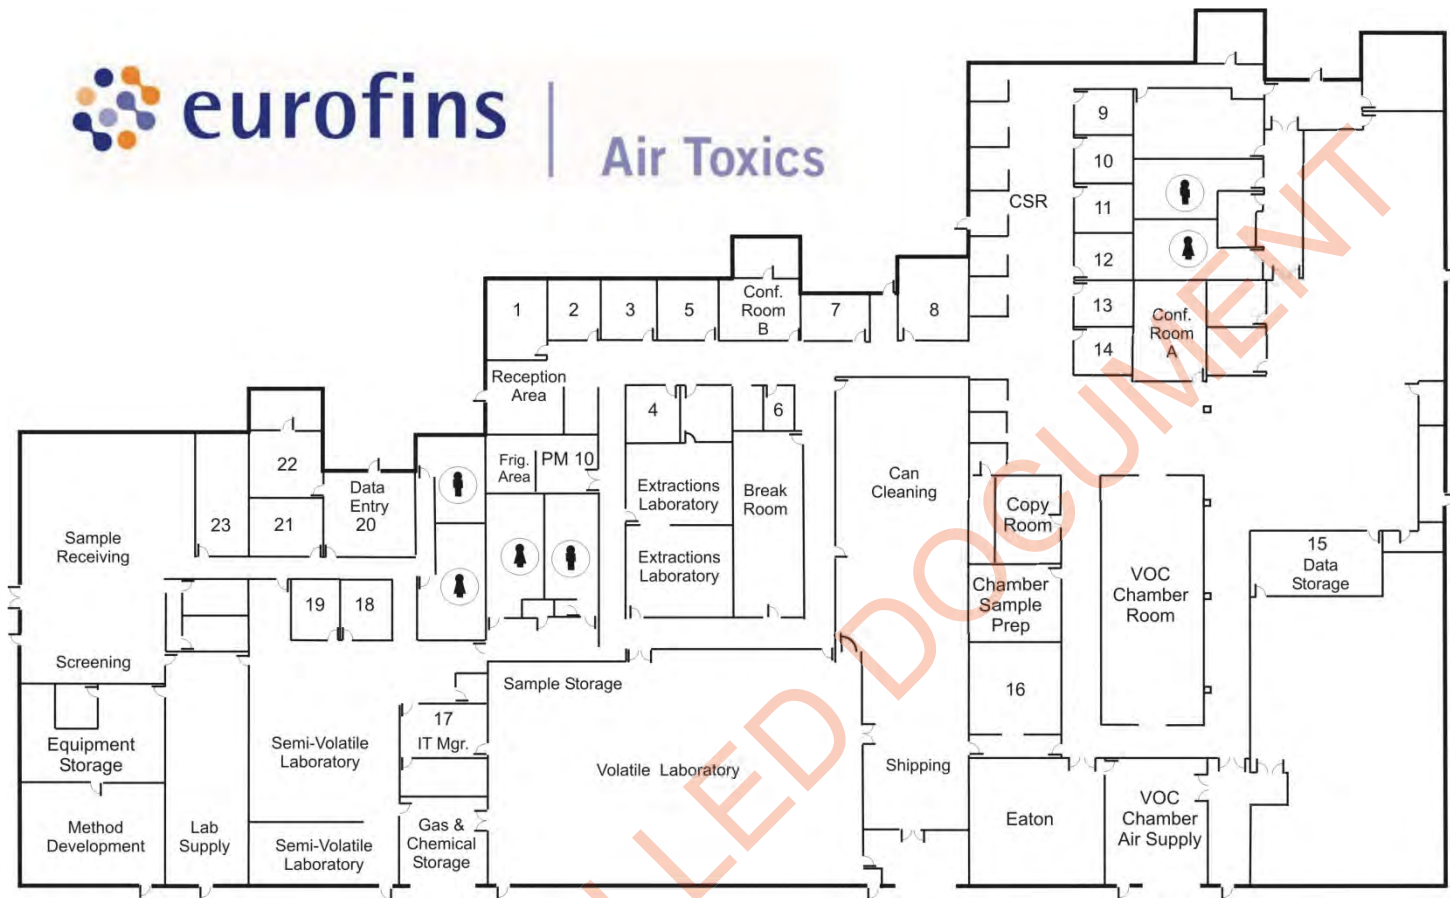 eurofins
Air Toxics
9
10
11
CSR
12
13
14
Conf.
Room
A
1
2
3
5
Conf.
Room
B
7
8
Reception
Area
4
6
Frig.
Area
PM 10
22
Data
Entry
20
21
23
Extractions
Laboratory
Break
Room
Can
Cleaning
Copy
Room
Sample
Receiving
Extractions
Laboratory
15
Data
Storage
VOC
Chamber
Room
Chamber
Sample
Prep
19
18
Screening
Sample Storage
16
17
IT Mgr.
Equipment
Storage
Semi-Volatile
Laboratory
Volatile Laboratory
Shipping
Method
Development
Lab
Supply
Semi-Volatile
Laboratory
Gas &
Chemical
Storage
Eaton
VOC
Chamber
Air Supply
LLED DOCUMENT